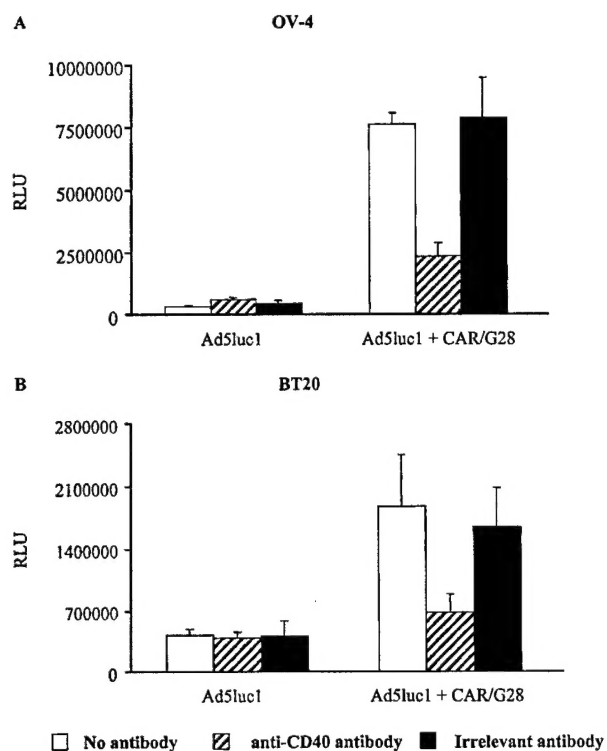 A OV-4
10000000
7500000
5000000
2500000
0
RLU
Ad5luc1 Ad5luc1 + CAR/G28
B BT20
2800000
2100000
1400000
700000
0
RLU
Ad5luc1 Ad5luc1 + CAR/G28
No antibody anti-CD40 antibody Irrelevant antibody